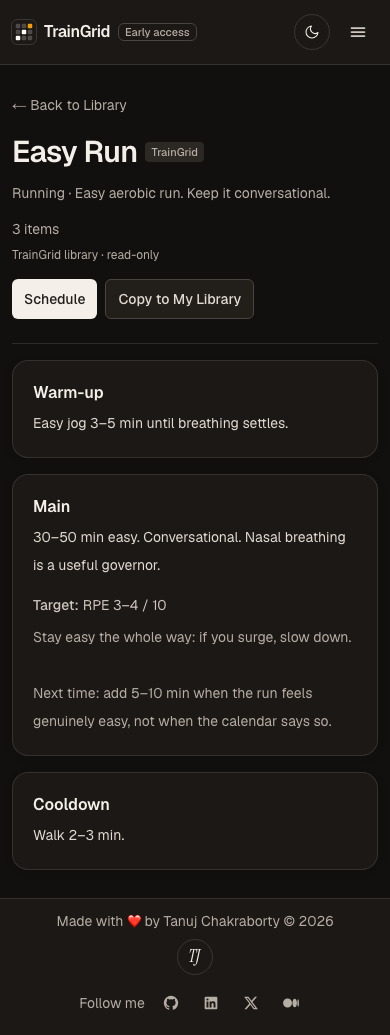 TrainGrid Early access
← Back to Library
Easy Run TrainGrid
Running · Easy aerobic run. Keep it conversational.
3 items
TrainGrid library · read-only
Schedule Copy to My Library
Warm-up
Easy jog 3–5 min until breathing settles.
Main
30–50 min easy. Conversational. Nasal breathing
is a useful governor.
Target: RPE 3–4 / 10
Stay easy the whole way: if you surge, slow down.
Next time: add 5–10 min when the run feels
genuinely easy, not when the calendar says so.
Cooldown
Walk 2–3 min.
Made with ❤️ by Tanuj Chakraborty © 2026
TJ
Follow me